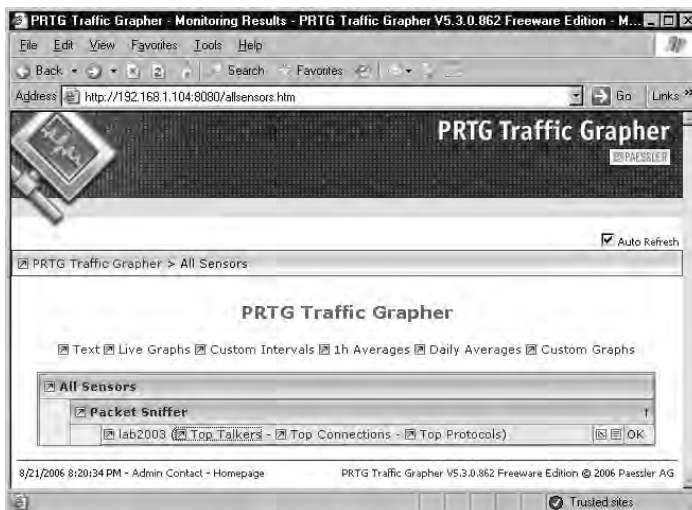 PRTG Traffic Grapher - Monitoring Results - PRTG Traffic Grapher V5.3.0.862 Freeware Edition - M...
File Edit View Favorites Tools Help
Back Search Favorites
Address http://192.168.1.104:8080/allsensors.htm Go Links »
PRTG Traffic Grapher
PAESSLER
Auto Refresh
PRTG Traffic Grapher > All Sensors
PRTG Traffic Grapher
Text Live Graphs Custom Intervals 1h Averages Daily Averages Custom Graphs
All Sensors
Packet Sniffer ↑
lab2003 (Top Talkers - Top Connections - Top Protocols) OK
8/21/2006 8:20:34 PM - Admin Contact - Homepage PRTG Traffic Grapher V5.3.0.862 Freeware Edition © 2006 Paessler AG
Trusted sites